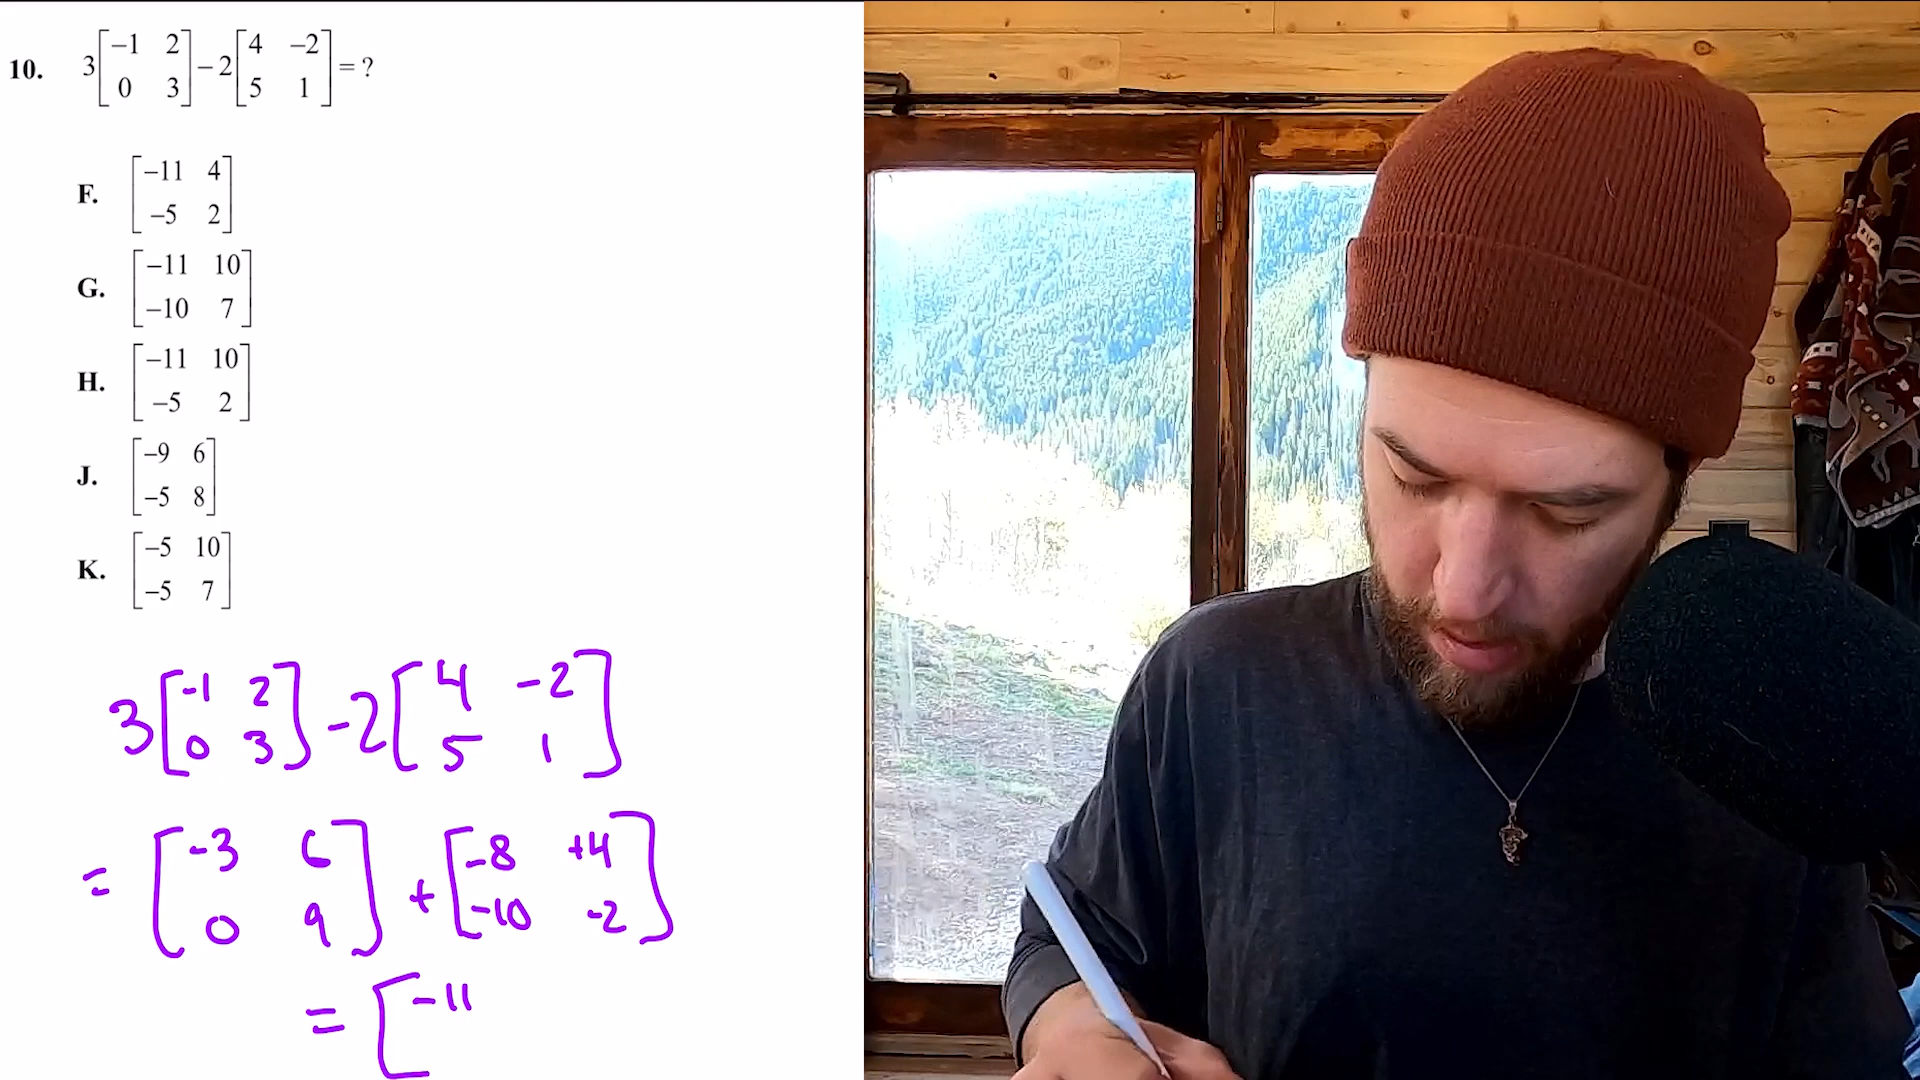 10. 3[−1 2] − 2[4 −2] = ?
[0 3] [5 1]
F. [−11 4]
[−5 2]
G. [−11 10]
[−10 7]
H. [−11 10]
[−5 2]
J. [−9 6]
[−5 8]
K. [−5 10]
[−5 7]
3[-1 2] -2[4 -2]
[0 3] [5 1]
= [-3 6] + [-8 +4]
[0 9] [-10 -2]
= [-11